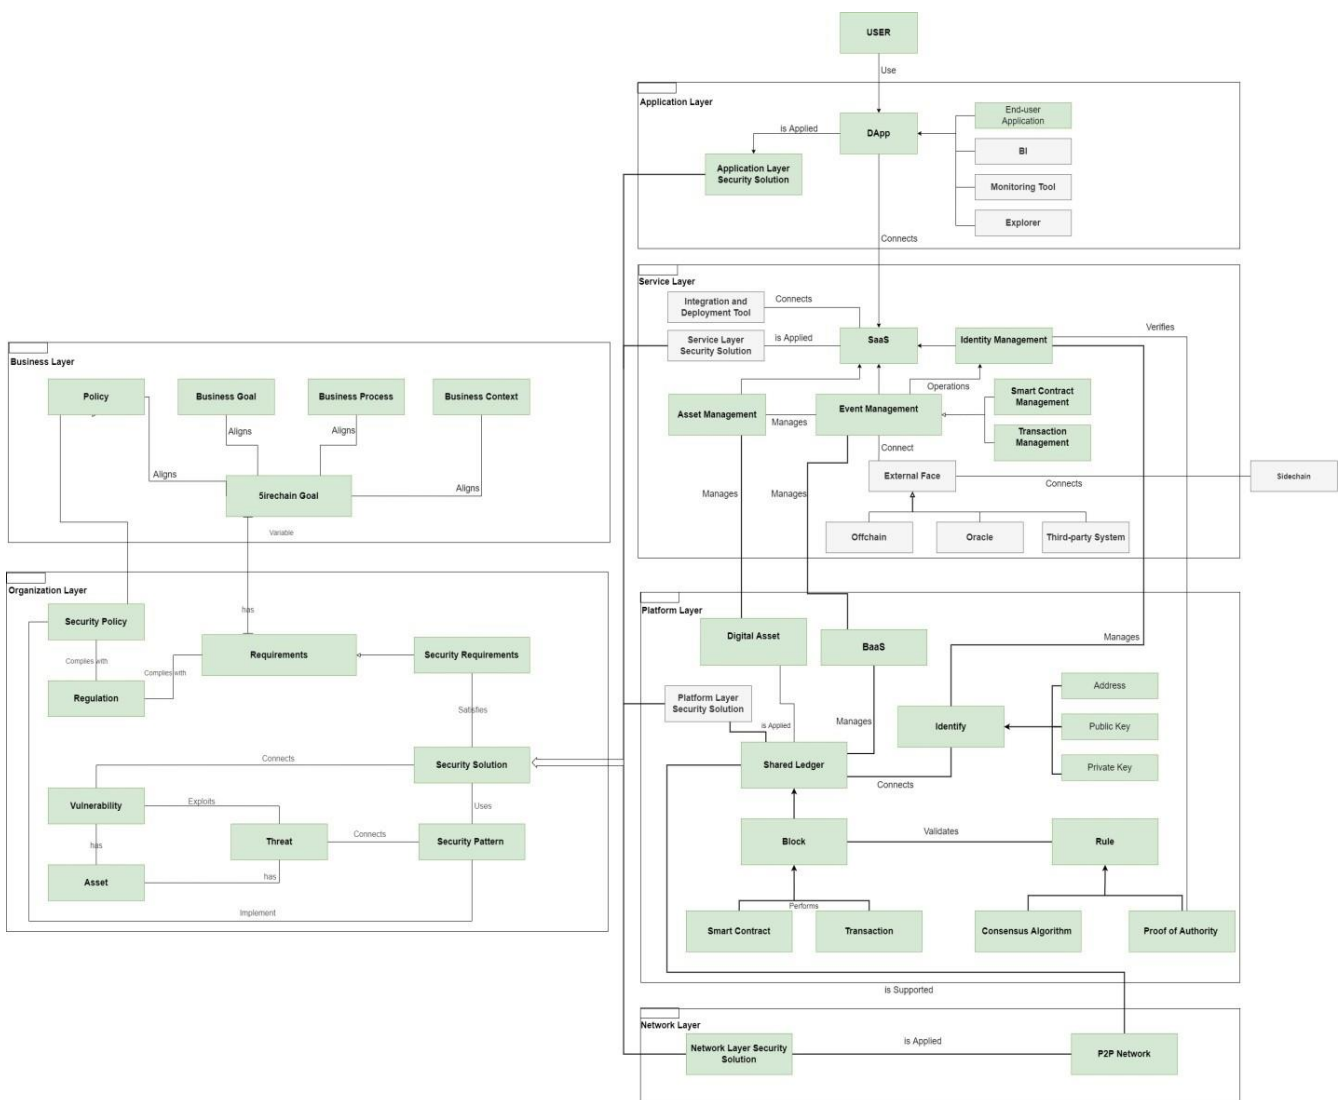 USER
Use
Application Layer
is Applied
DApp
End-user
Application
BI
Application Layer
Security Solution
Monitoring Tool
Explorer
Connects
Service Layer
Integration and
Deployment Tool
Connects
Verifies
Service Layer
Security Solution
is Applied
SaaS
Identity Management
Operations
Smart Contract
Management
Asset Management
Manages
Event Management
Transaction
Management
Connect
External Face
Connects
Sidechain
Manages
Manages
Offchain
Oracle
Third-party System
Business Layer
Policy
Business Goal
Business Process
Business Context
Aligns
Aligns
Aligns
5irechain Goal
Aligns
Variable
Organization Layer
has
Security Policy
Requirements
Security Requirements
Complies with
Complies with
Regulation
Satisfies
Connects
Security Solution
Vulnerability
Exploits
Uses
has
Threat
Connects
Security Pattern
Asset
has
Implement
Platform Layer
Digital Asset
BaaS
Manages
Platform Layer
Security Solution
Address
is Applied
Manages
Identify
Public Key
Shared Ledger
Connects
Private Key
Block
Validates
Rule
Performs
Smart Contract
Transaction
Consensus Algorithm
Proof of Authority
is Supported
Network Layer
Network Layer Security
Solution
is Applied
P2P Network